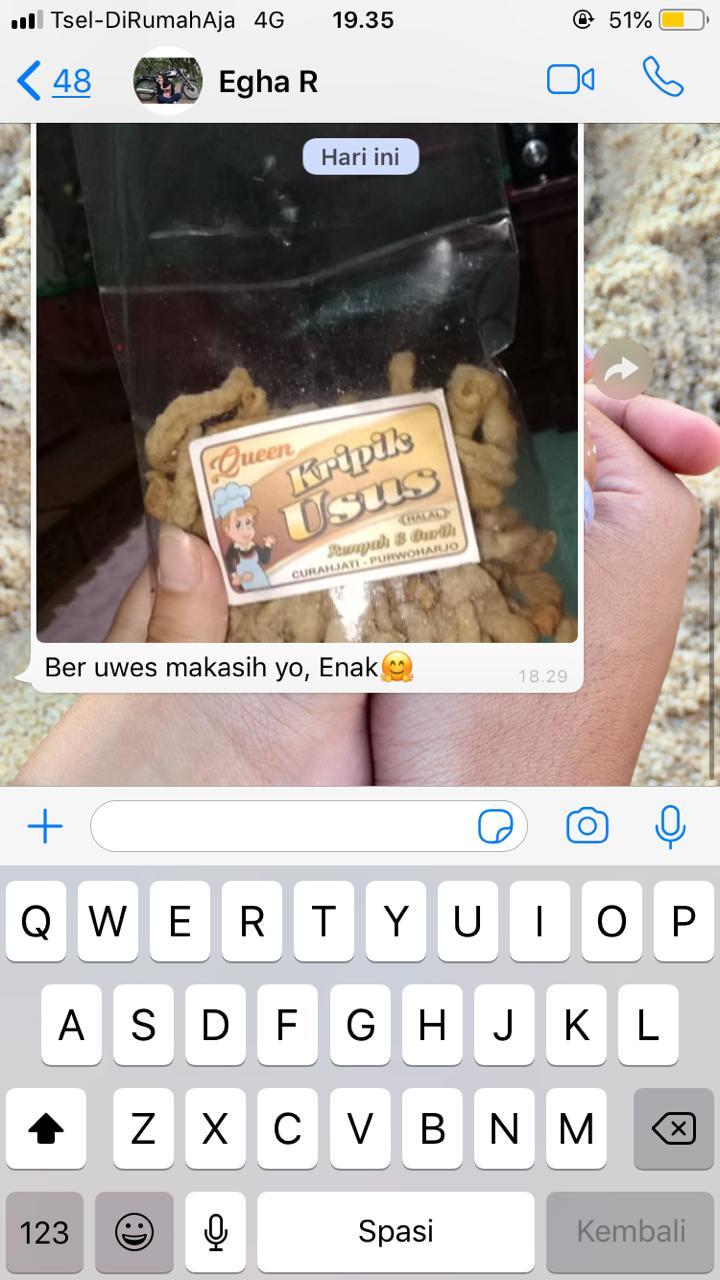 Tsel-DiRumahAja 4G 19.35 51%
48 Egha R
Hari ini
Queen
Kripik
Usus
HALAL
Renyah & Gurih
CURAHJATI - PURWOHARJO
Ber uwes makasih yo, Enak🤗
18.29
Q W E R T Y U I O P
A S D F G H J K L
Z X C V B N M
123 Spasi Kembali